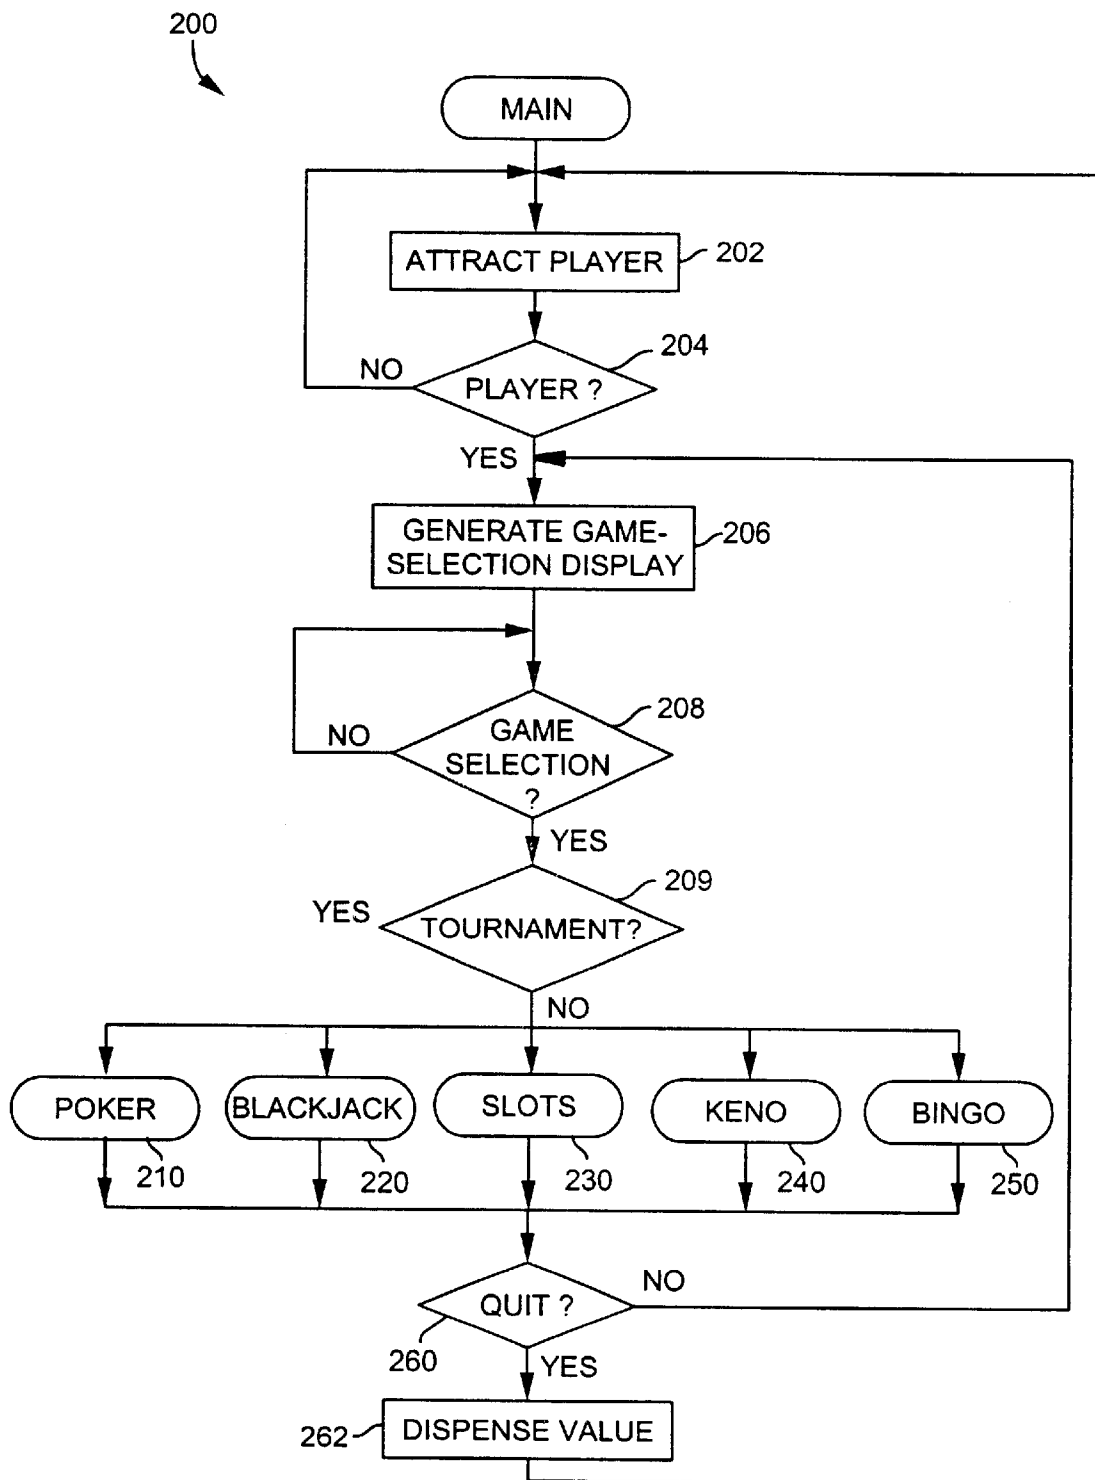 200
MAIN
ATTRACT PLAYER
202
204
NO
PLAYER ?
YES
GENERATE GAME-
SELECTION DISPLAY
206
208
NO
GAME
SELECTION
?
YES
209
YES
TOURNAMENT?
NO
POKER
BLACKJACK
SLOTS
KENO
BINGO
210
220
230
240
250
NO
QUIT ?
260
YES
262
DISPENSE VALUE